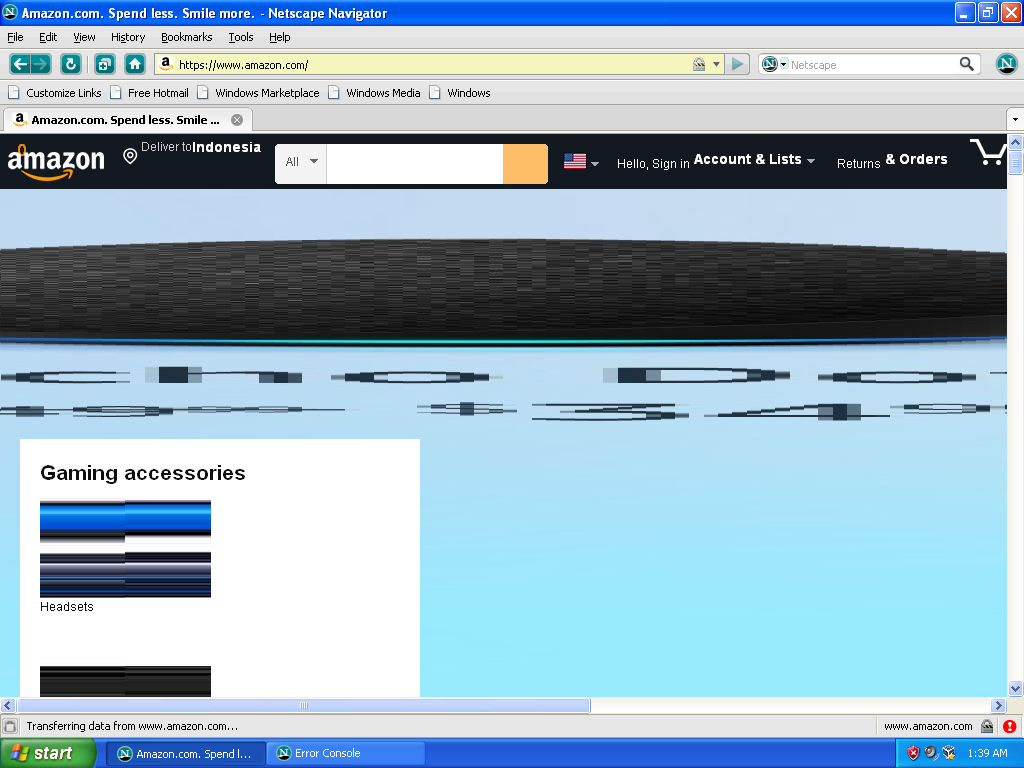 Amazon.com. Spend less. Smile more. - Netscape Navigator
File Edit View History Bookmarks Tools Help
https://www.amazon.com/
Netscape
Customize Links Free Hotmail Windows Marketplace Windows Media Windows
Amazon.com. Spend less. Smile ...
amazon Deliver to Indonesia All Hello, Sign in Account & Lists Returns & Orders
Gaming accessories
Headsets
Transferring data from www.amazon.com... www.amazon.com
start Amazon.com. Spend l... Error Console 1:39 AM